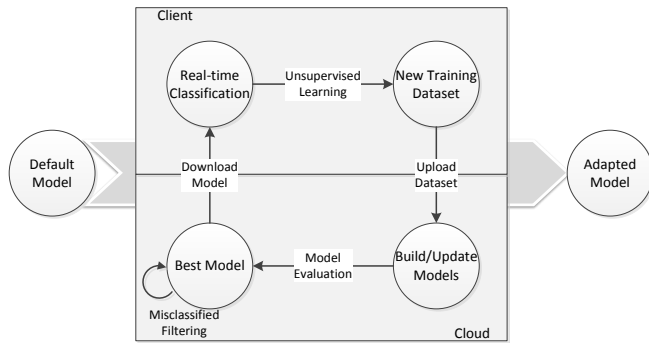 Client
Real-time
Classification
Unsupervised
Learning
New Training
Dataset
Default
Model
Download
Model
Upload
Dataset
Adapted
Model
Best Model
Model
Evaluation
Build/Update
Models
Misclassified
Filtering
Cloud